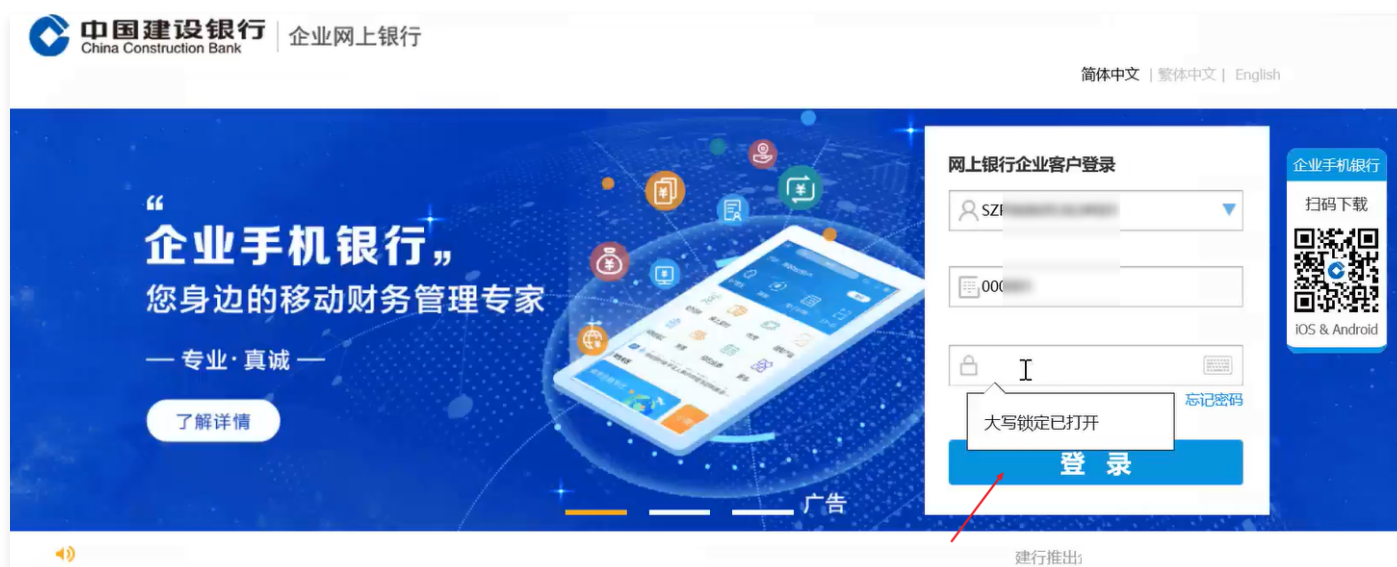 中国建设银行
China Construction Bank
企业网上银行
简体中文 | 繁体中文 | English
“
企业手机银行”
您身边的移动财务管理专家
— 专业·真诚 —
了解详情
广告
网上银行企业客户登录
SZ
000
忘记密码
大写锁定已打开
登 录
企业手机银行
扫码下载
iOS & Android
建行推出